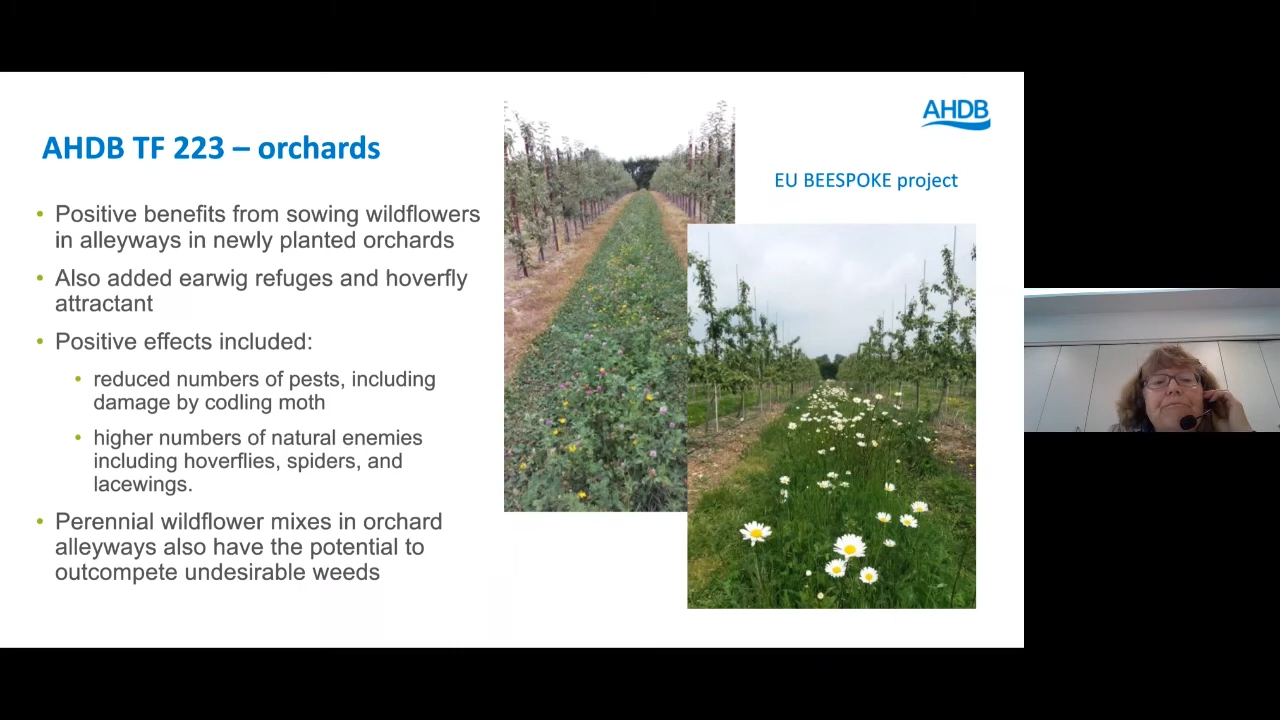 AHDB
AHDB TF 223 – orchards
EU BEESPOKE project
• Positive benefits from sowing wildflowers
in alleyways in newly planted orchards
• Also added earwig refuges and hoverfly
attractant
• Positive effects included:
• reduced numbers of pests, including
damage by codling moth
• higher numbers of natural enemies
including hoverflies, spiders, and
lacewings.
• Perennial wildflower mixes in orchard
alleyways also have the potential to
outcompete undesirable weeds